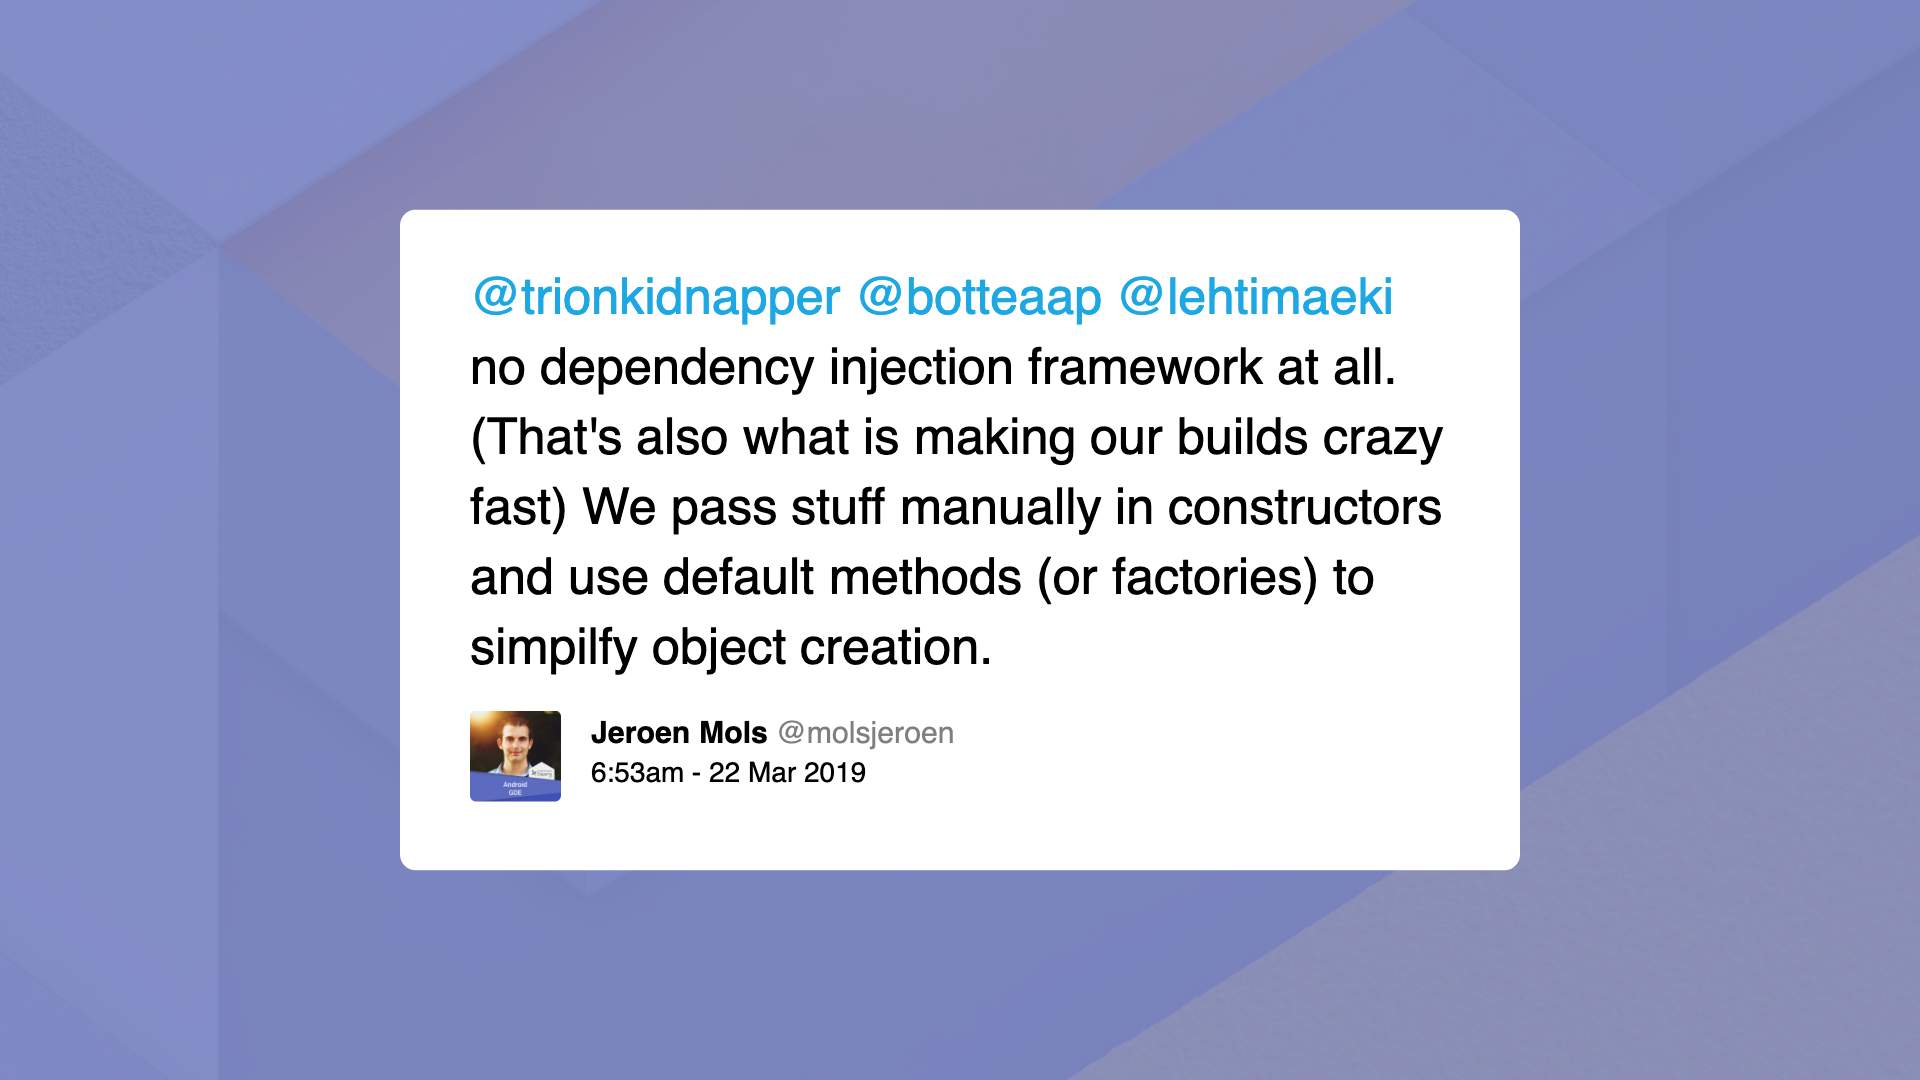 @trionkidnapper @botteaap @lehtimaeki
no dependency injection framework at all.
(That's also what is making our builds crazy
fast) We pass stuff manually in constructors
and use default methods (or factories) to
simpilfy object creation.
Jeroen Mols @molsjeroen
6:53am - 22 Mar 2019
Android
GDE